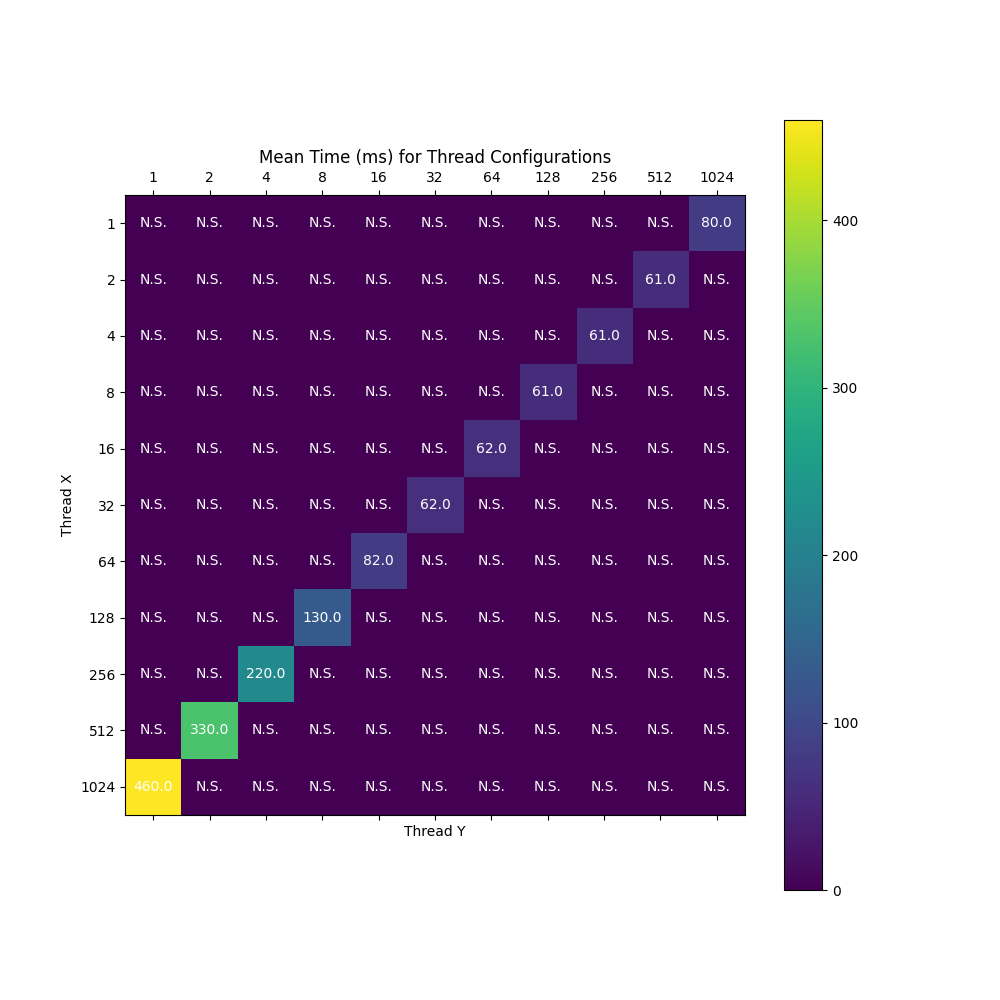 Mean Time (ms) for Thread Configurations
1 2 4 8 16 32 64 128 256 512 1024
1 N.S. N.S. N.S. N.S. N.S. N.S. N.S. N.S. N.S. N.S. 80.0
2 N.S. N.S. N.S. N.S. N.S. N.S. N.S. N.S. N.S. 61.0 N.S.
4 N.S. N.S. N.S. N.S. N.S. N.S. N.S. N.S. 61.0 N.S. N.S.
8 N.S. N.S. N.S. N.S. N.S. N.S. N.S. 61.0 N.S. N.S. N.S.
16 N.S. N.S. N.S. N.S. N.S. N.S. 62.0 N.S. N.S. N.S. N.S.
32 N.S. N.S. N.S. N.S. N.S. 62.0 N.S. N.S. N.S. N.S. N.S.
64 N.S. N.S. N.S. N.S. 82.0 N.S. N.S. N.S. N.S. N.S. N.S.
128 N.S. N.S. N.S. 130.0 N.S. N.S. N.S. N.S. N.S. N.S. N.S.
256 N.S. N.S. 220.0 N.S. N.S. N.S. N.S. N.S. N.S. N.S. N.S.
512 N.S. 330.0 N.S. N.S. N.S. N.S. N.S. N.S. N.S. N.S. N.S.
1024 460.0 N.S. N.S. N.S. N.S. N.S. N.S. N.S. N.S. N.S. N.S.
Thread X
Thread Y
400
300
200
100
0